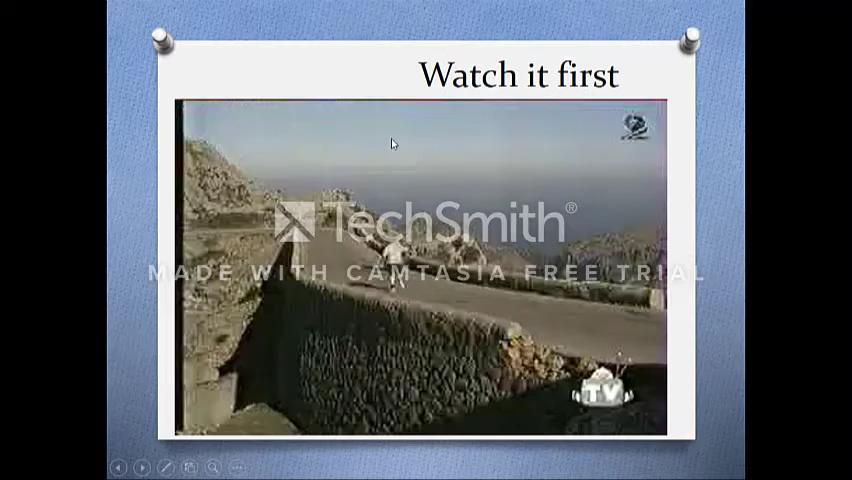 Watch it first
TechSmith®
MADE WITH CAMTASIA FREE TRIAL
TV